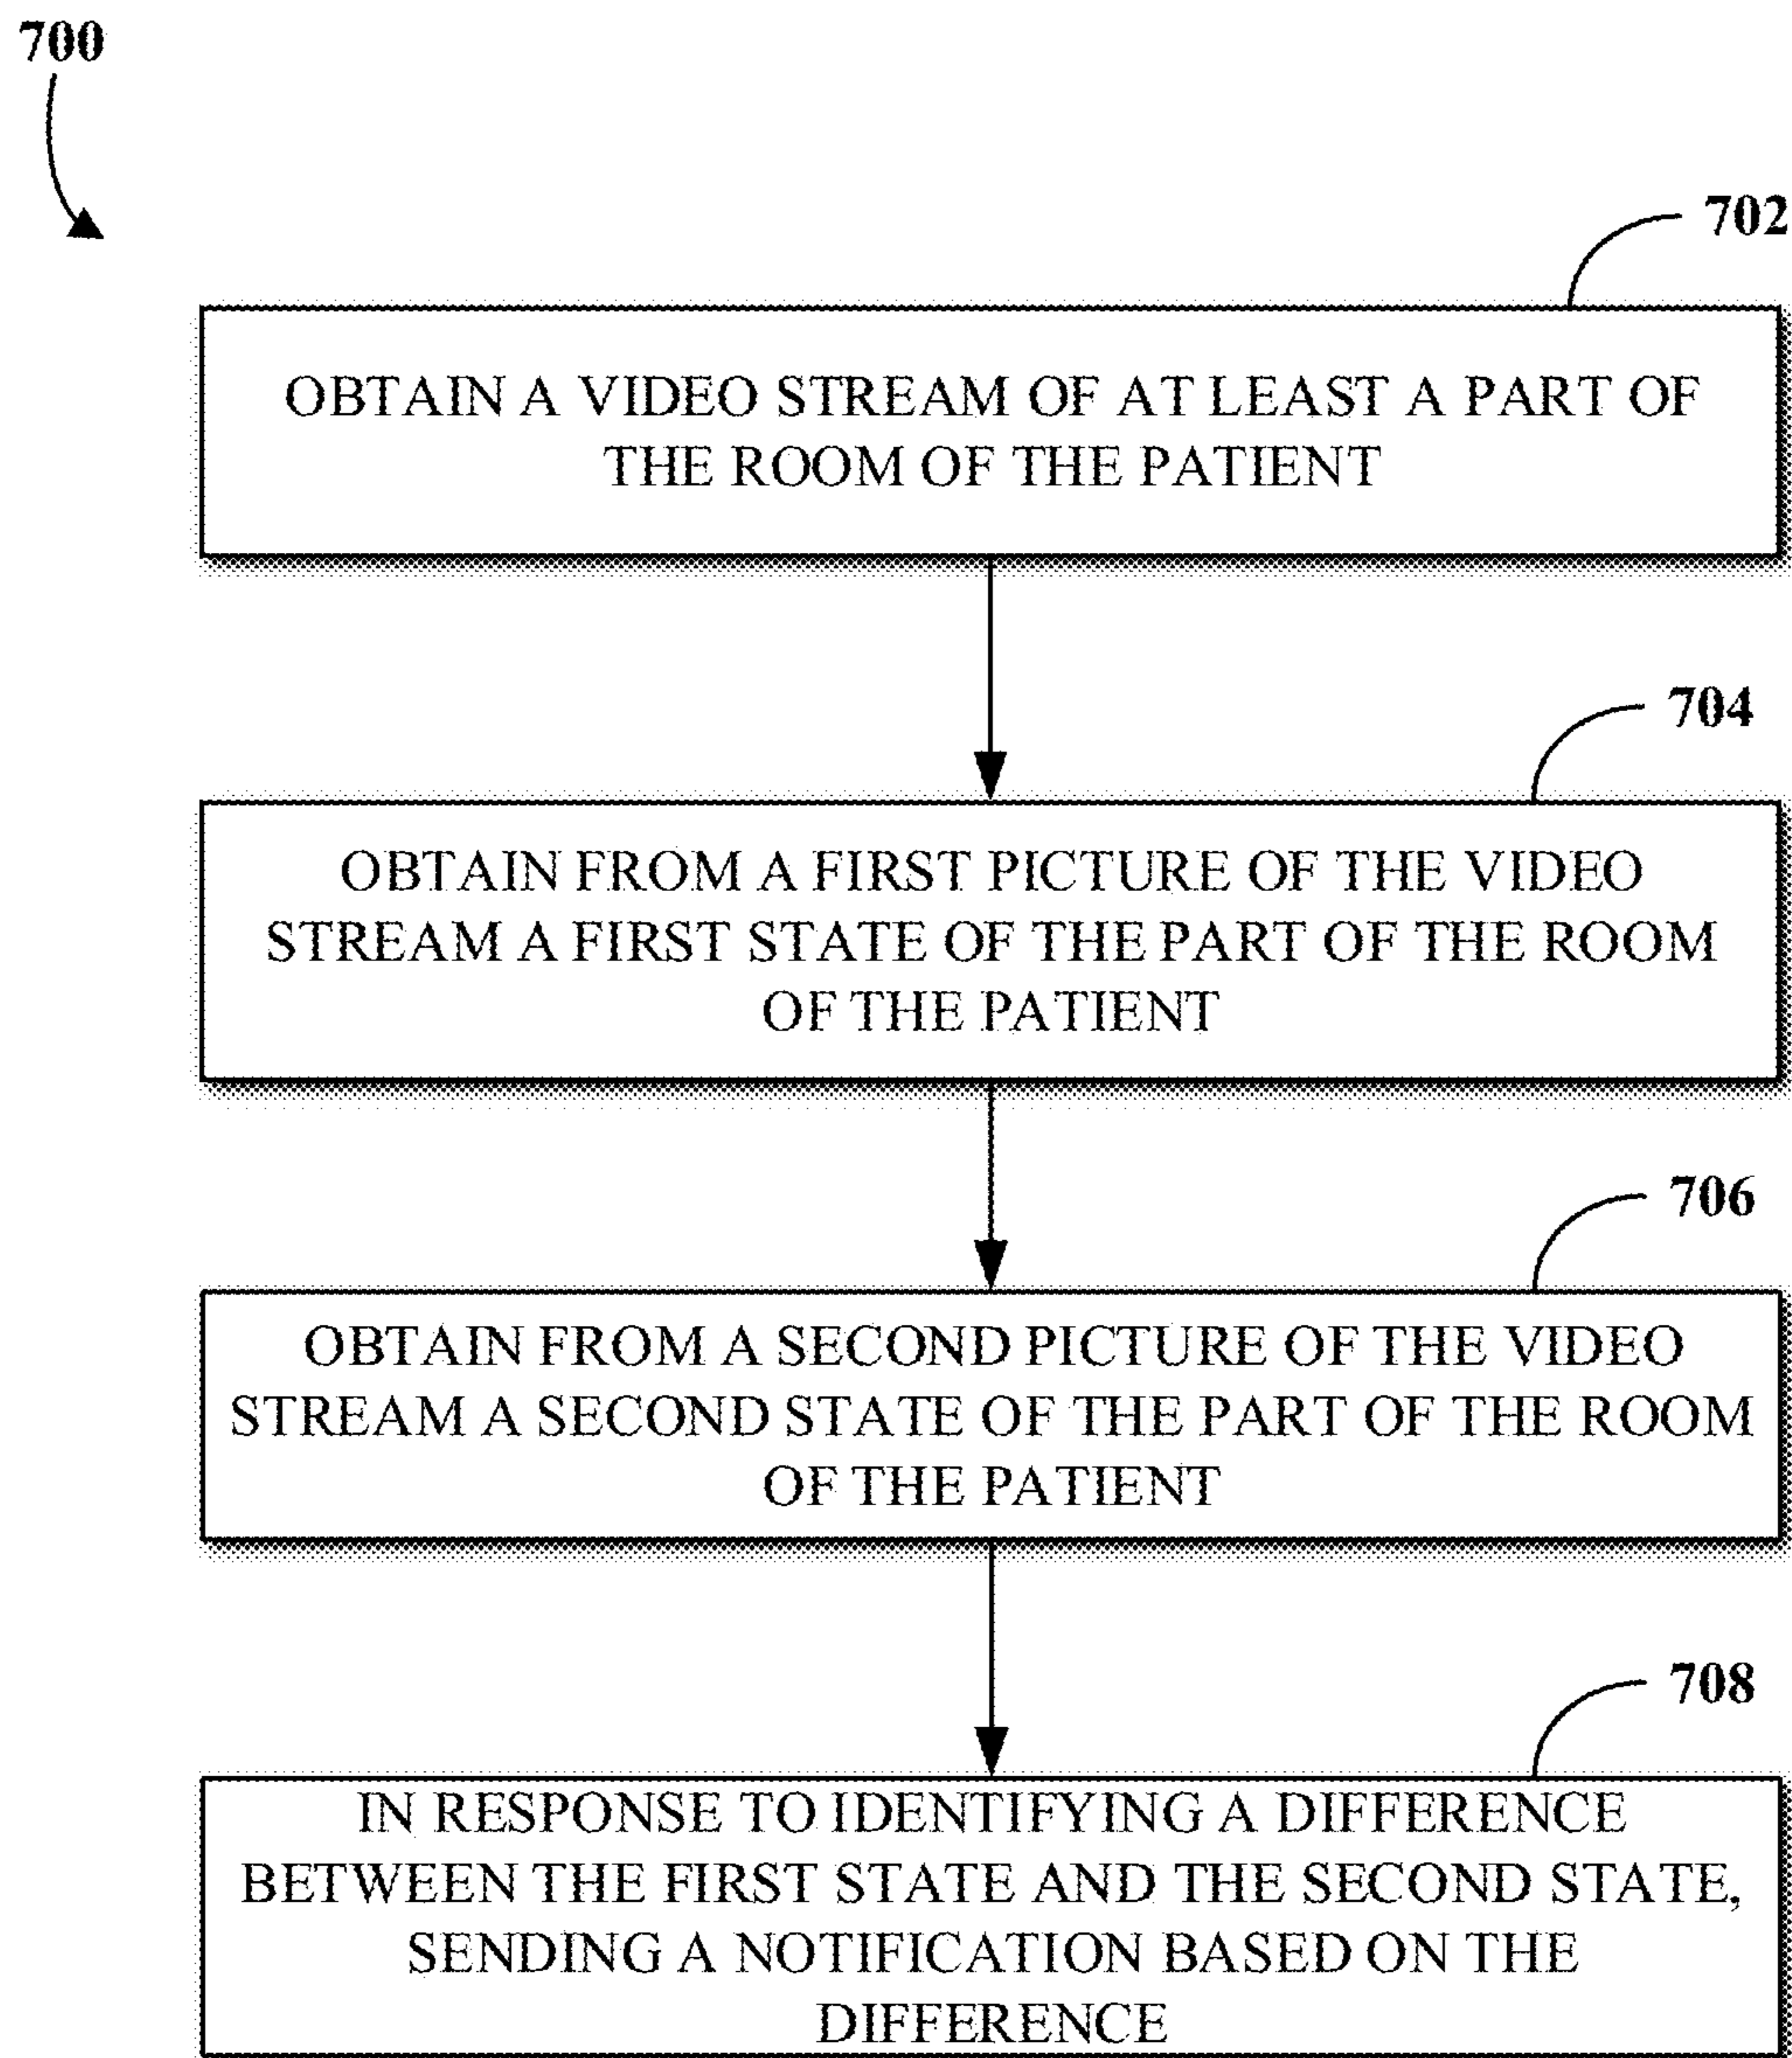 700
702
OBTAIN A VIDEO STREAM OF AT LEAST A PART OF
THE ROOM OF THE PATIENT
704
OBTAIN FROM A FIRST PICTURE OF THE VIDEO
STREAM A FIRST STATE OF THE PART OF THE ROOM
OF THE PATIENT
706
OBTAIN FROM A SECOND PICTURE OF THE VIDEO
STREAM A SECOND STATE OF THE PART OF THE ROOM
OF THE PATIENT
708
IN RESPONSE TO IDENTIFYING A DIFFERENCE
BETWEEN THE FIRST STATE AND THE SECOND STATE,
SENDING A NOTIFICATION BASED ON THE
DIFFERENCE